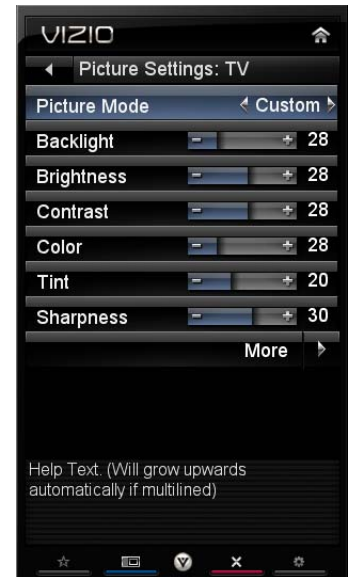 VIZIO
Picture Settings: TV
Picture Mode Custom
Backlight - + 28
Brightness - + 28
Contrast - + 28
Color - + 28
Tint - + 20
Sharpness - + 30
More
Help Text. (Will grow upwards
automatically if multilined)
V